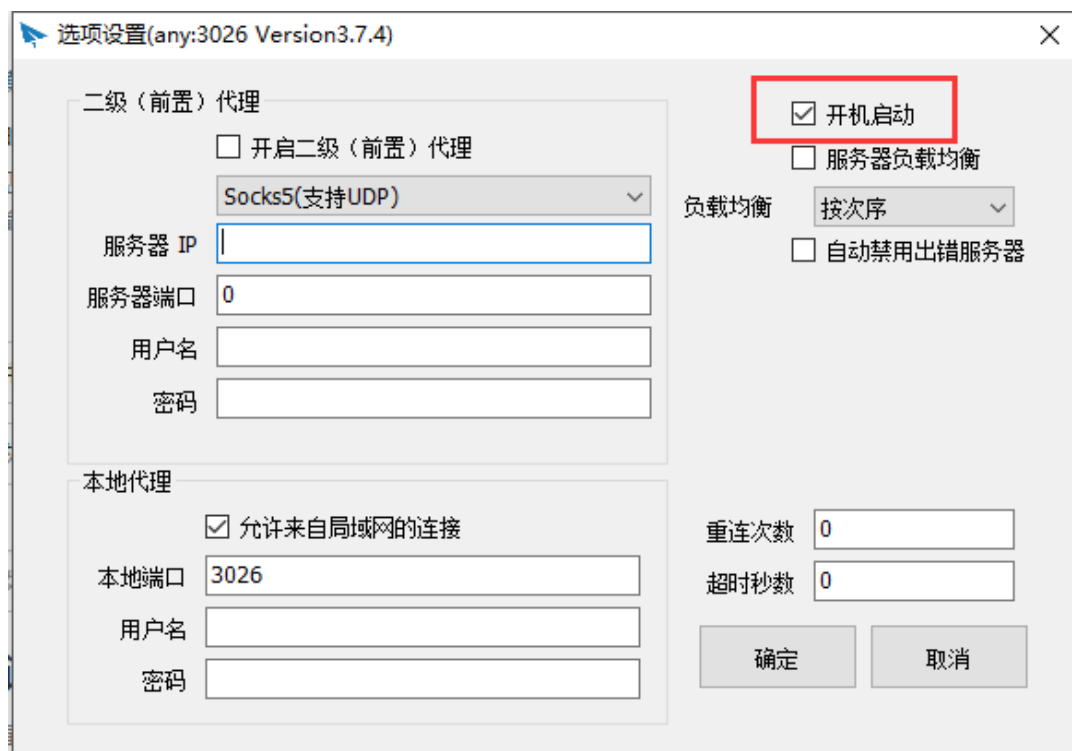 选项设置(any:3026 Version3.7.4)
二级（前置）代理
开启二级（前置）代理
Socks5(支持UDP)
服务器 IP
服务器端口 0
用户名
密码
开机启动
服务器负载均衡
负载均衡 按次序
自动禁用出错服务器
本地代理
允许来自局域网的连接
本地端口 3026
用户名
密码
重连次数 0
超时秒数 0
确定 取消